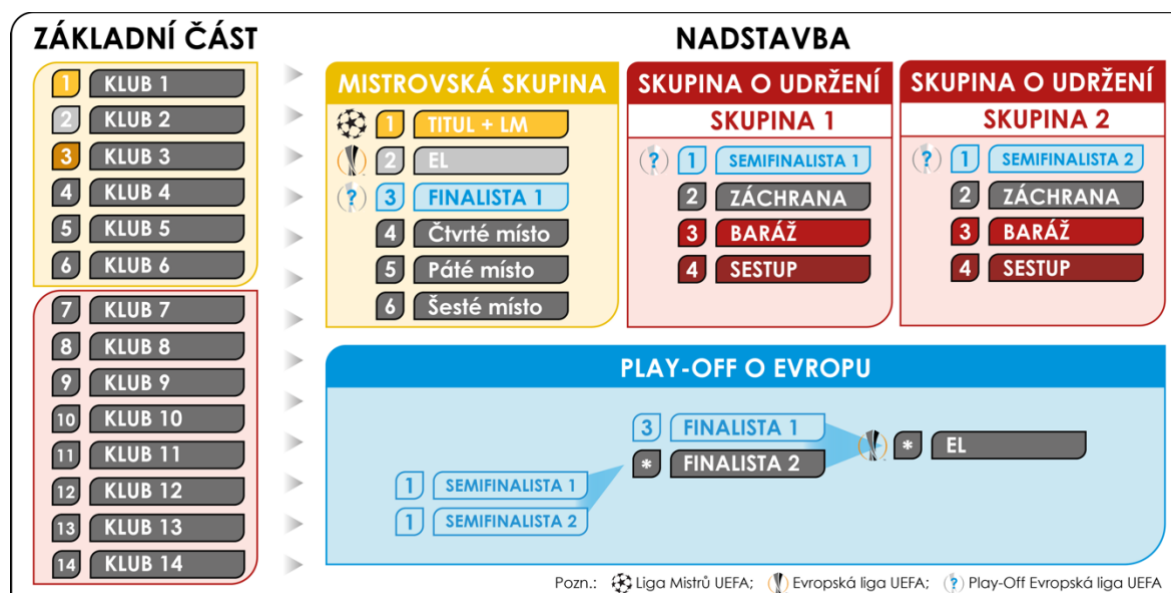 ZÁKLADNÍ ČÁST
1 KLUB 1
2 KLUB 2
3 KLUB 3
4 KLUB 4
5 KLUB 5
6 KLUB 6
7 KLUB 7
8 KLUB 8
9 KLUB 9
10 KLUB 10
11 KLUB 11
12 KLUB 12
13 KLUB 13
14 KLUB 14
NADSTAVBA
MISTROVSKÁ SKUPINA
1 TITUL + LM
2 EL
? 3 FINALISTA 1
4 Čtvrté místo
5 Páté místo
6 Šesté místo
SKUPINA O UDRŽENÍ
SKUPINA 1
? 1 SEMIFINALISTA 1
2 ZÁCHRANA
3 BARÁŽ
4 SESTUP
SKUPINA O UDRŽENÍ
SKUPINA 2
? 1 SEMIFINALISTA 2
2 ZÁCHRANA
3 BARÁŽ
4 SESTUP
PLAY-OFF O EVROPU
1 SEMIFINALISTA 1
1 SEMIFINALISTA 2
3 FINALISTA 1
* FINALISTA 2
* EL
Pozn.: Liga Mistrů UEFA; Evropská liga UEFA; ? Play-Off Evropská liga UEFA